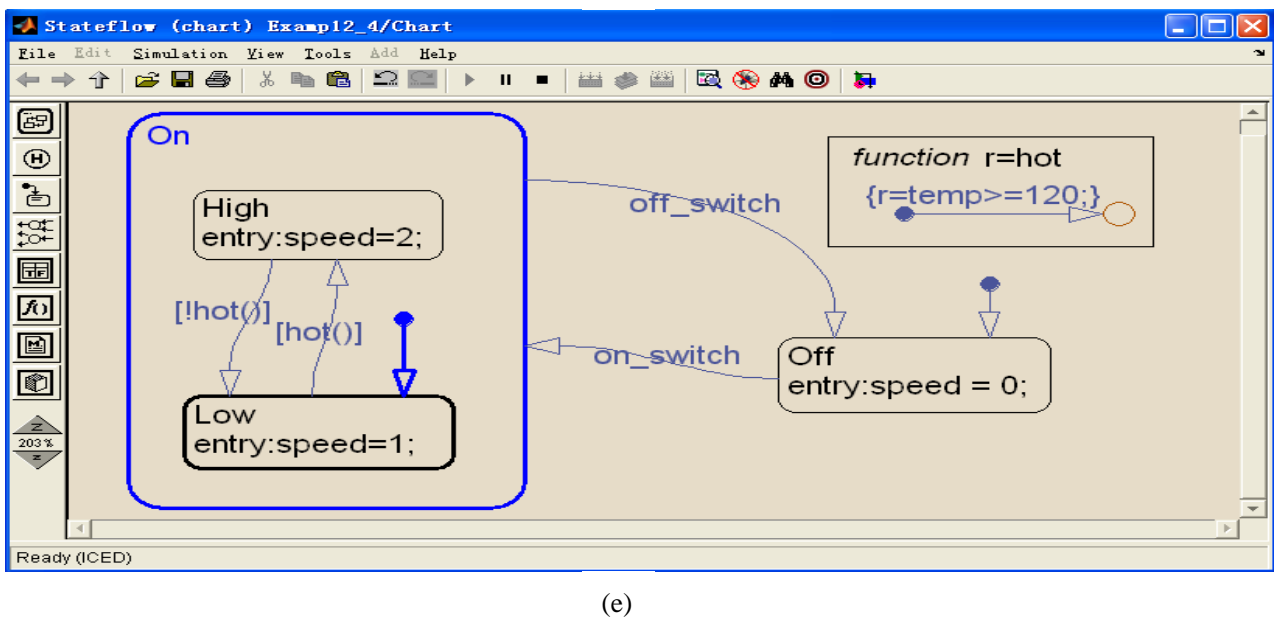 Stateflow (chart) Examp12_4/Chart
File Edit Simulation View Tools Add Help
On
High
entry:speed=2;
[!hot()]
[hot()]
Low
entry:speed=1;
off_switch
on_switch
function r=hot
{r=temp>=120;}
Off
entry:speed = 0;
H
TF
f()
M
Z
203%
Z
Ready (ICED)
(e)